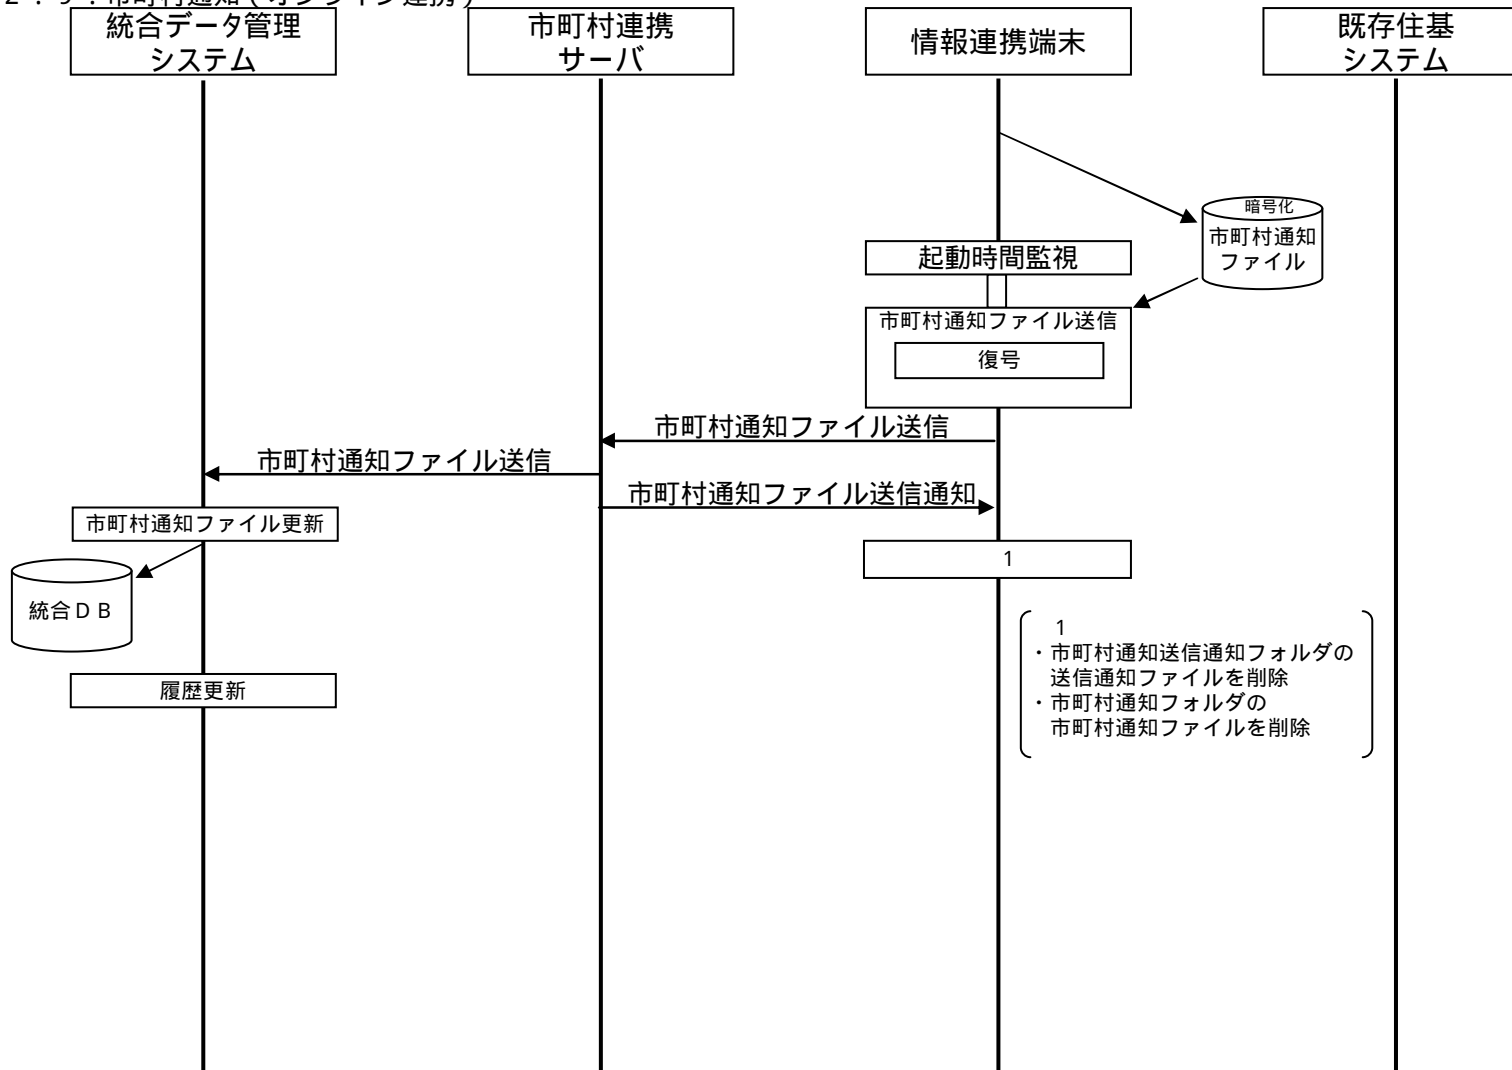 統合データ管理
システム
市町村連携
サーバ
情報連携端末
既存住基
システム
暗号化
市町村通知
ファイル
起動時間監視
市町村通知ファイル送信
復号
市町村通知ファイル送信
市町村通知ファイル送信
市町村通知ファイル送信通知
市町村通知ファイル更新
1
統合ＤＢ
1
・市町村通知送信通知フォルダの
送信通知ファイルを削除
・市町村通知フォルダの
市町村通知ファイルを削除
履歴更新